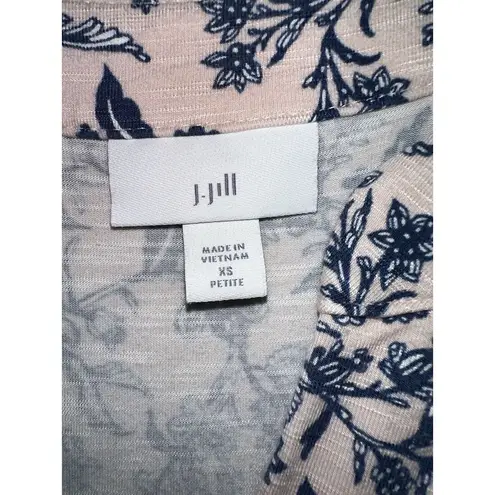 J.Jill
MADE IN
VIETNAM
XS
PETITE